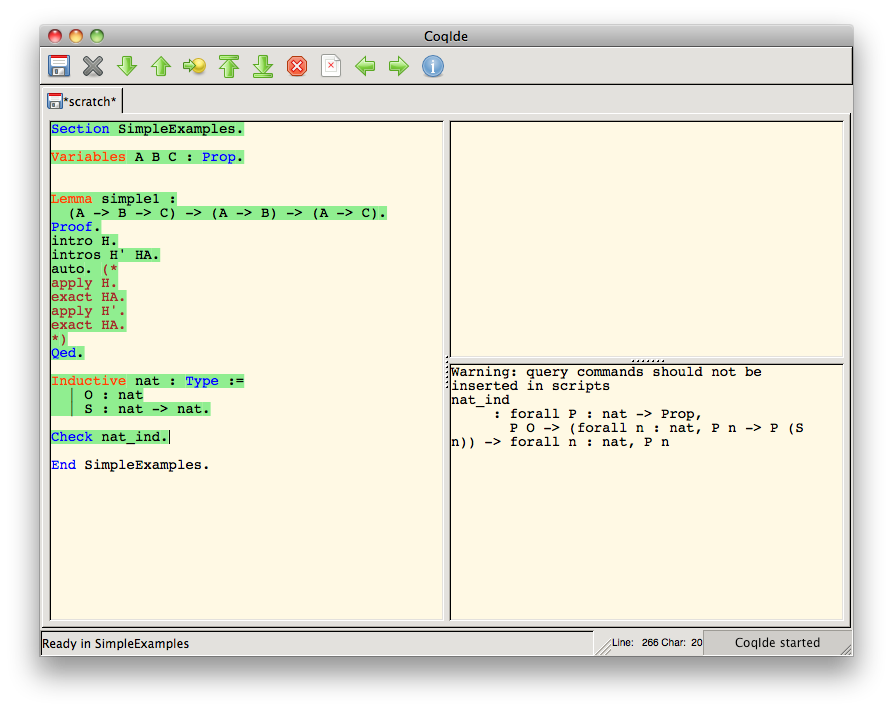 CoqIde
*scratch*
Section SimpleExamples.
Variables A B C : Prop.
Lemma simple1 :
(A -> B -> C) -> (A -> B) -> (A -> C).
Proof.
intro H.
intros H' HA.
auto. (*
apply H.
exact HA.
apply H'.
exact HA.
*)
Qed.
Inductive nat : Type :=
| O : nat
| S : nat -> nat.
Check nat_ind.
End SimpleExamples.
Warning: query commands should not be
inserted in scripts
nat_ind
: forall P : nat -> Prop,
P O -> (forall n : nat, P n -> P (S
n)) -> forall n : nat, P n
Ready in SimpleExamples
Line: 266 Char: 20
CoqIde started